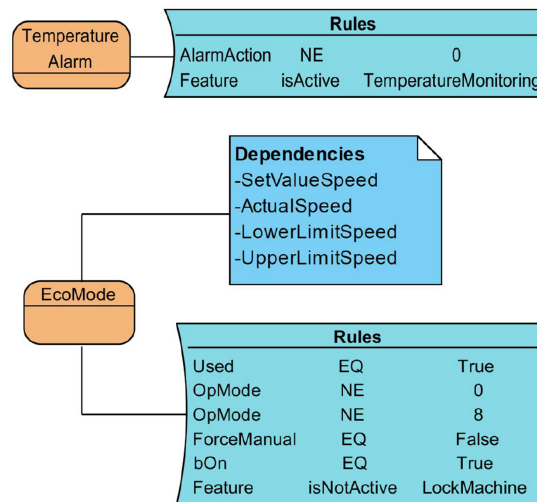 Temperature
Alarm
Rules
AlarmAction NE 0
Feature isActive TemperatureMonitoring
Dependencies
-SetValueSpeed
-ActualSpeed
-LowerLimitSpeed
-UpperLimitSpeed
EcoMode
Rules
Used EQ True
OpMode NE 0
OpMode NE 8
ForceManual EQ False
bOn EQ True
Feature isNotActive LockMachine